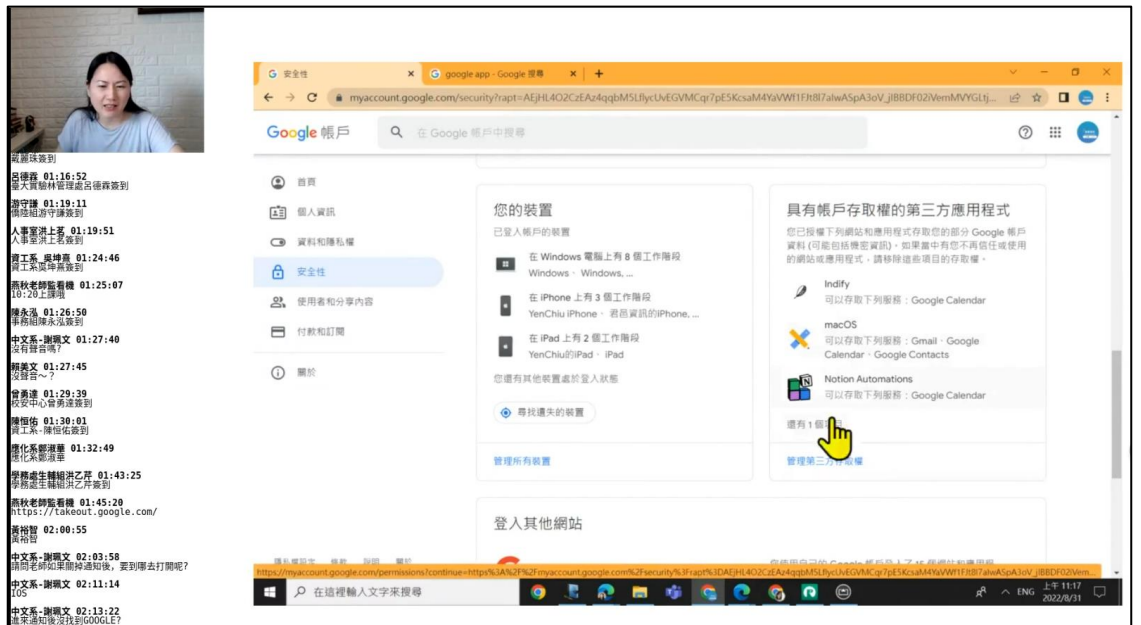 戴麗珠簽到
呂德霖 01:16:52
臺大實驗林管理處呂德霖簽到
游守謙 01:19:11
僑陸組游守謙簽到
人事室洪上茗 01:19:51
人事室洪上茗簽到
資工系_吳坤熹 01:24:46
資工系吳坤熹簽到
燕秋老師監看機 01:25:07
10:20上課哦
陳永泓 01:26:50
事務組陳永泓簽到
中文系-謝珮文 01:27:40
沒有聲音嗎?
賴美文 01:27:45
沒聲音~?
曾勇達 01:29:39
校安中心曾勇達簽到
陳恒佑 01:30:01
資工系-陳恒佑簽到
應化系鄭淑華 01:32:49
應化系鄭淑華
學務處生輔組洪乙芹 01:43:25
學務處生輔組洪乙芹簽到
燕秋老師監看機 01:45:20
https://takeout.google.com/
黃裕智 02:00:55
黃裕智
中文系-謝珮文 02:03:58
請問老師如果關掉通知後, 要到哪去打開呢?
中文系-謝珮文 02:11:14
IOS
中文系-謝珮文 02:13:22
進來通知後沒找到GOOGLE?
安全性
google app - Google 搜尋
Google 帳戶
在 Google 帳戶中搜尋
首頁
個人資訊
資料和隱私權
安全性
使用者和分享內容
付款和訂閱
關於
您的裝置
已登入帳戶的裝置
在 Windows 電腦上有 8 個工作階段
Windows、Windows, ...
在 iPhone 上有 3 個工作階段
YenChiu iPhone、君邑資訊的iPhone, ...
在 iPad 上有 2 個工作階段
YenChiu的iPad、iPad
您還有其他裝置處於登入狀態
尋找遺失的裝置
管理所有裝置
具有帳戶存取權的第三方應用程式
您已授權下列網站和應用程式存取您的部分 Google 帳戶
資料 (可能包括機密資訊)。如果當中有您不再信任或使用
的網站或應用程式,請移除這些項目的存取權。
Indify
可以存取下列服務:Google Calendar
macOS
可以存取下列服務:Gmail、Google
Calendar、Google Contacts
Notion Automations
可以存取下列服務:Google Calendar
還有 1 個
管理第三方存取權
登入其他網站
在這裡輸入文字來搜尋
ENG
上午 11:17
2022/8/31